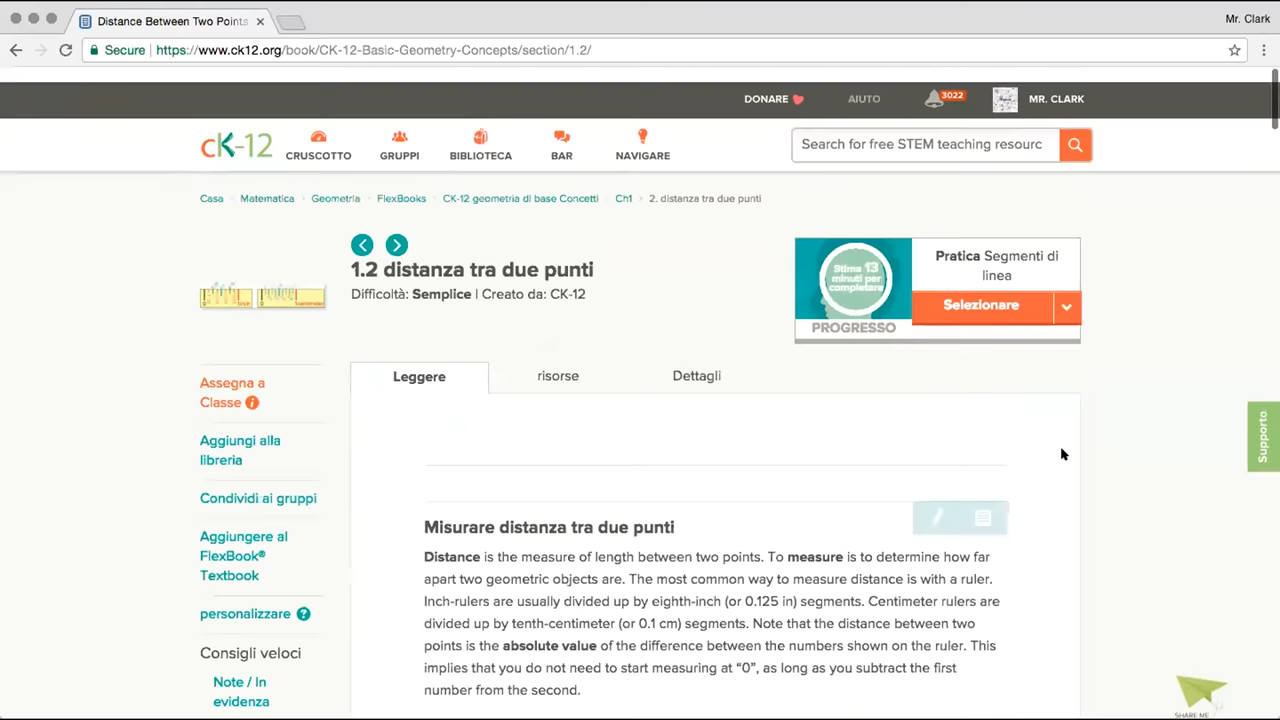 Distance Between Two Points
Mr. Clark
Secure
https://www.ck12.org/book/CK-12-Basic-Geometry-Concepts/section/1.2/
DONARE
AIUTO
3022
MR. CLARK
cK-12
CRUSCOTTO
GRUPPI
BIBLIOTECA
BAR
NAVIGARE
Search for free STEM teaching resourc
Casa
Matematica
Geometria
FlexBooks
CK-12 geometria di base Concetti
Ch1
2. distanza tra due punti
1.2 distanza tra due punti
Difficoltà: Semplice | Creato da: CK-12
Stima 13
minuti per
completare
PROGRESSO
Pratica Segmenti di
linea
Selezionare
Assegna a
Classe
Aggiungi alla
libreria
Condividi ai gruppi
Aggiungere al
FlexBook®
Textbook
personalizzare
Consigli veloci
Note / In
evidenza
Leggere
risorse
Dettagli
Misurare distanza tra due punti
Distance is the measure of length between two points. To measure is to determine how far
apart two geometric objects are. The most common way to measure distance is with a ruler.
Inch-rulers are usually divided up by eighth-inch (or 0.125 in) segments. Centimeter rulers are
divided up by tenth-centimeter (or 0.1 cm) segments. Note that the distance between two
points is the absolute value of the difference between the numbers shown on the ruler. This
implies that you do not need to start measuring at “0”, as long as you subtract the first
number from the second.
Supporto
SHARE ME